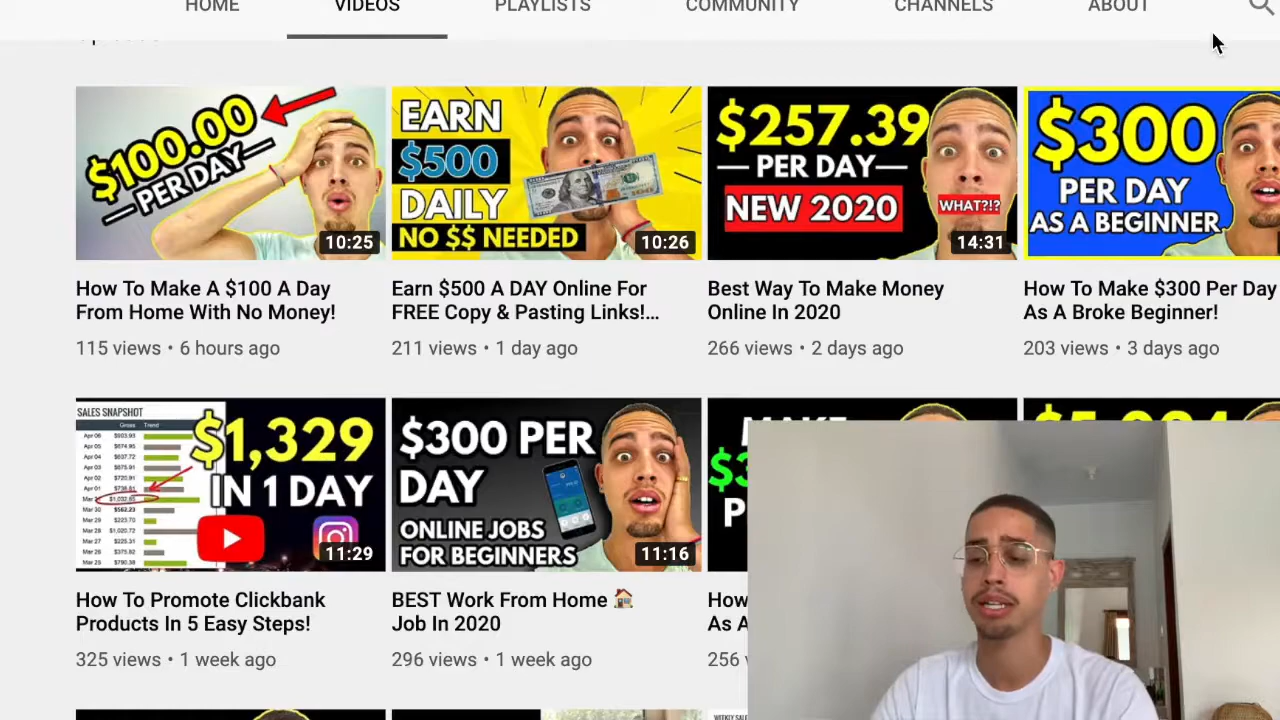 HOME
VIDEOS
PLAYLISTS
COMMUNITY
CHANNELS
ABOUT
$100.00
PER DAY
10:25
EARN
$500
DAILY
NO $$ NEEDED
10:26
$257.39
PER DAY
NEW 2020
WHAT?!?
14:31
$300
PER DAY
AS A BEGINNER
How To Make A $100 A Day
From Home With No Money!
115 views • 6 hours ago
Earn $500 A DAY Online For
FREE Copy & Pasting Links!...
211 views • 1 day ago
Best Way To Make Money
Online In 2020
266 views • 2 days ago
How To Make $300 Per Day
As A Broke Beginner!
203 views • 3 days ago
SALES SNAPSHOT
Gross Trend
$1,329
IN 1 DAY
11:29
$300 PER
DAY
ONLINE JOBS
FOR BEGINNERS
11:16
How To Promote Clickbank
Products In 5 Easy Steps!
325 views • 1 week ago
BEST Work From Home
Job In 2020
296 views • 1 week ago
How
As A
256